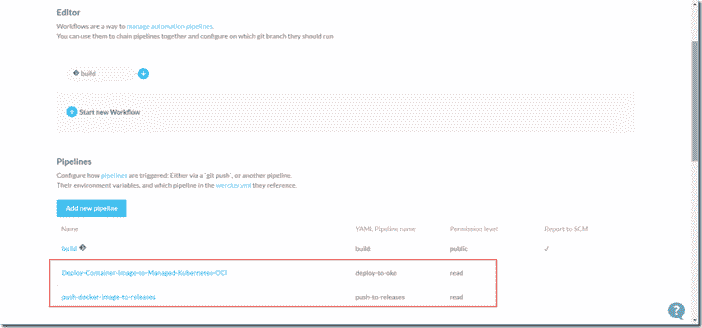 Editor
Workflows are a way to manage automation pipelines.
You can use them to chain pipelines together and configure on which git branch they should run
build
Start new Workflow
Pipelines
Configure how pipelines are triggered: Either via a 'git push', or another pipeline.
Their environment variables, and which pipeline in the wercker.yml they reference.
Add new pipeline
Name YAML Pipeline name Permission level Report to SCM
build build public ✓
Deploy-Container-Image-to-Managed-Kubernetes-OCI deploy-to-oke read
push-docker-image-to-releases push-to-releases read
?